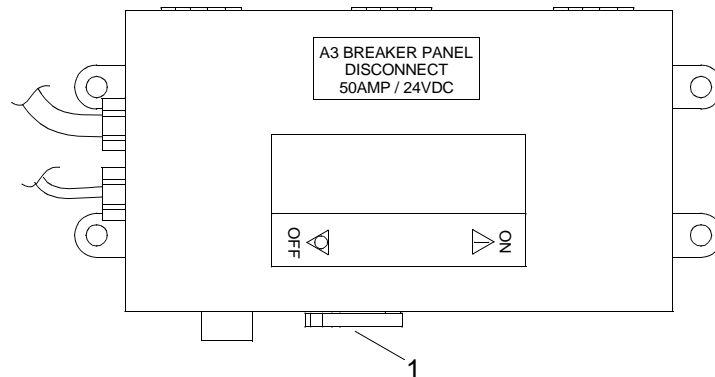 A3 BREAKER PANEL
DISCONNECT
50AMP / 24VDC
OFF
ON
1